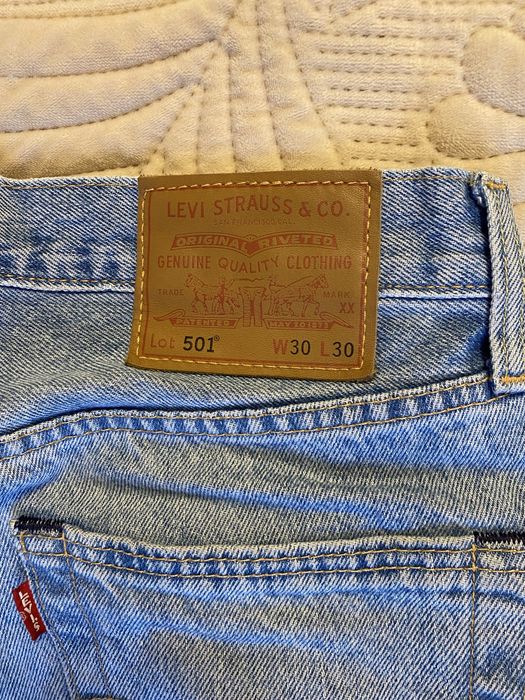 LEVI STRAUSS & CO.
SAN FRANCISCO, CAL.
ORIGINAL RIVETED
GENUINE QUALITY CLOTHING
TRADE MARK
XX
PATENTED MAY 20 1873
Lot 501® W30 L30
LEVI'S